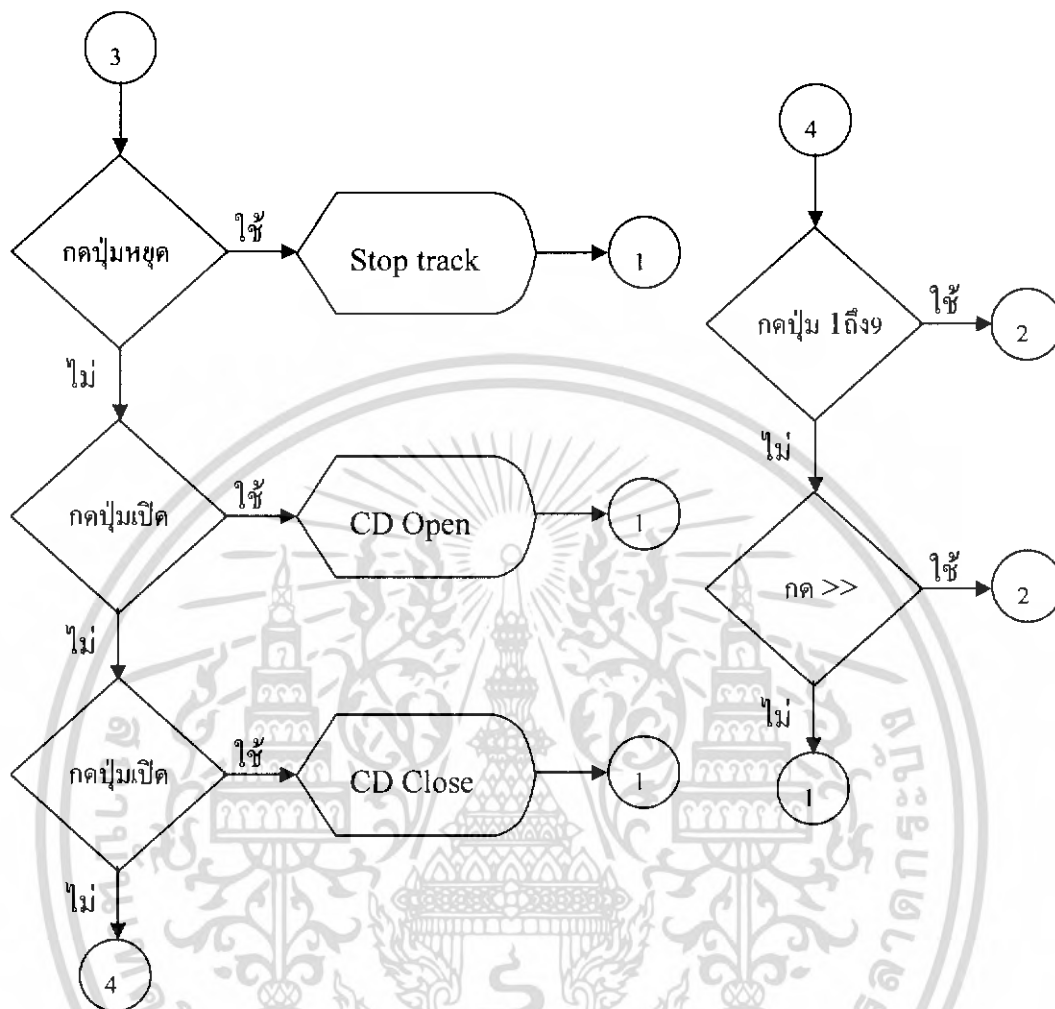 3
กดปุ่มหยุด
ใช้
Stop track
1
ไม่
กดปุ่มเปิด
ใช้
CD Open
1
ไม่
กดปุ่มเปิด
ใช้
CD Close
1
ไม่
4
4
กดปุ่ม 1ถึง9
ใช้
2
ไม่
กด >>
ใช้
2
ไม่
1